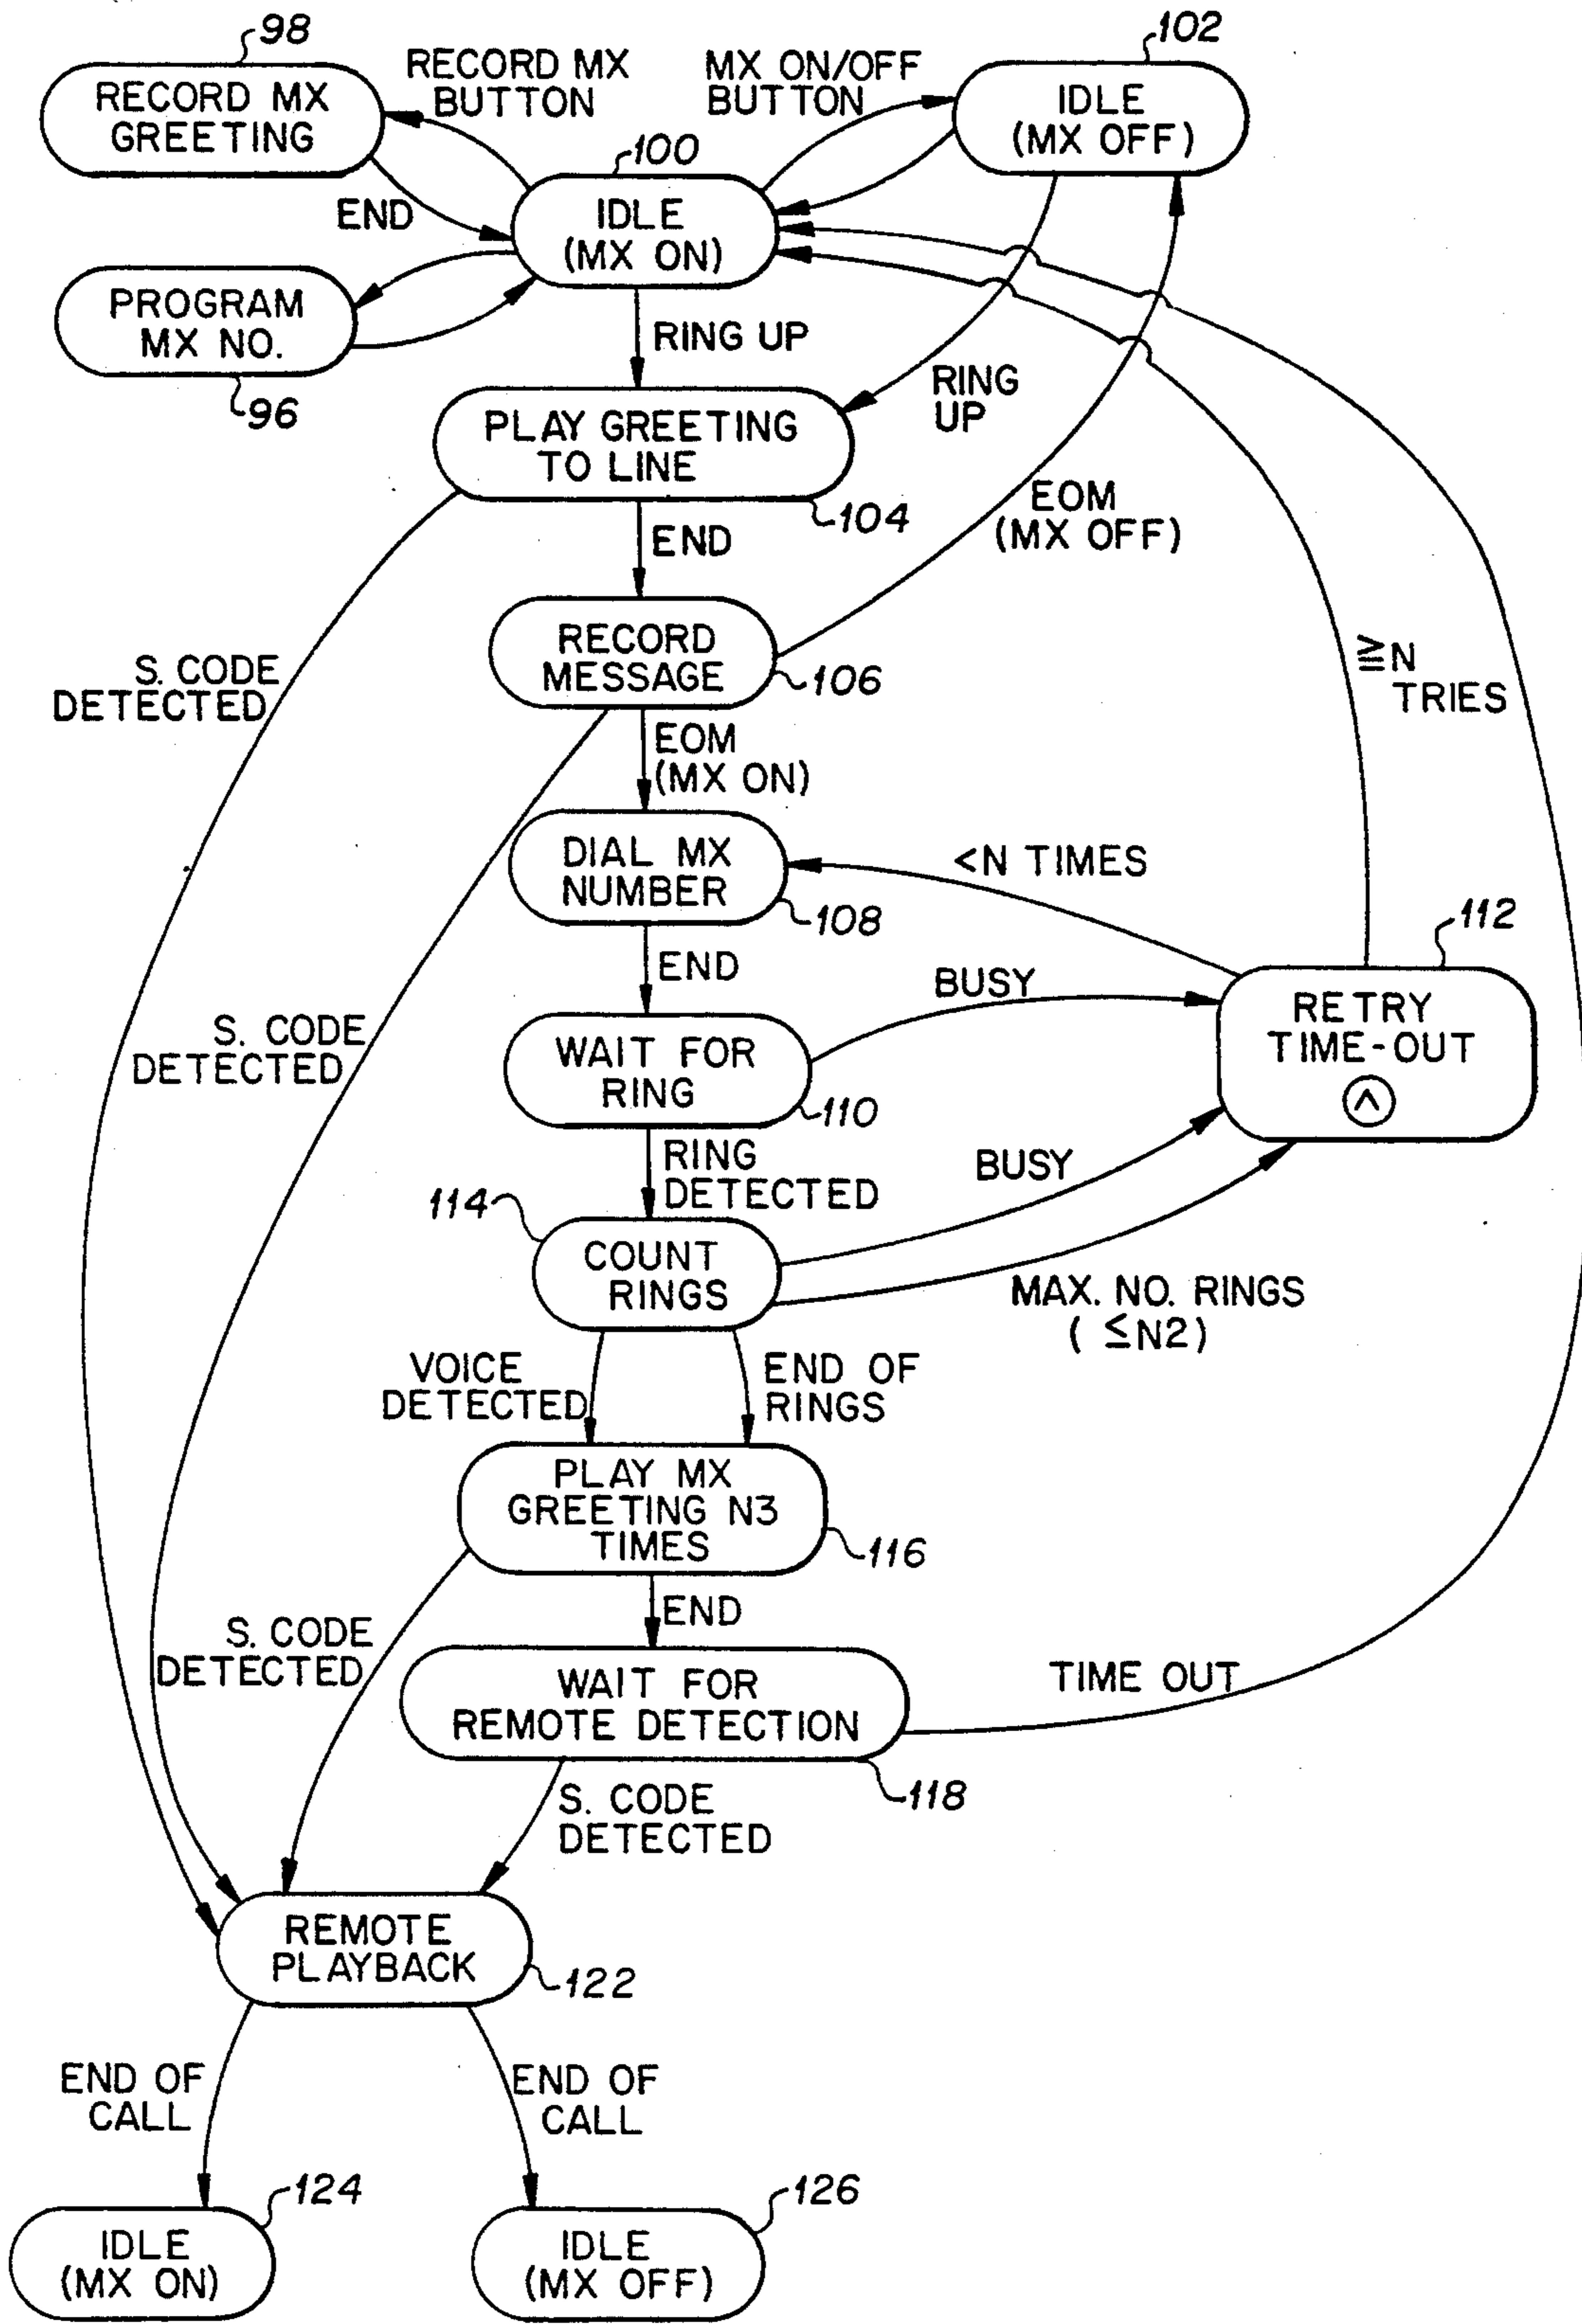 98
RECORD MX
GREETING
RECORD MX
BUTTON
MX ON/OFF
BUTTON
102
IDLE
(MX OFF)
100
IDLE
(MX ON)
END
PROGRAM
MX NO.
96
RING UP
RING
UP
PLAY GREETING
TO LINE
104
EOM
(MX OFF)
END
RECORD
MESSAGE
106
S. CODE
DETECTED
≧N
TRIES
EOM
(MX ON)
DIAL MX
NUMBER
108
<N TIMES
112
END
BUSY
RETRY
TIME-OUT
S. CODE
DETECTED
WAIT FOR
RING
110
RING
DETECTED
BUSY
114
COUNT
RINGS
MAX. NO. RINGS
( ≤N2)
VOICE
DETECTED
END OF
RINGS
PLAY MX
GREETING N3
TIMES
116
END
S. CODE
DETECTED
WAIT FOR
REMOTE DETECTION
118
TIME OUT
S. CODE
DETECTED
REMOTE
PLAYBACK
122
END OF
CALL
END OF
CALL
124
IDLE
(MX ON)
126
IDLE
(MX OFF)